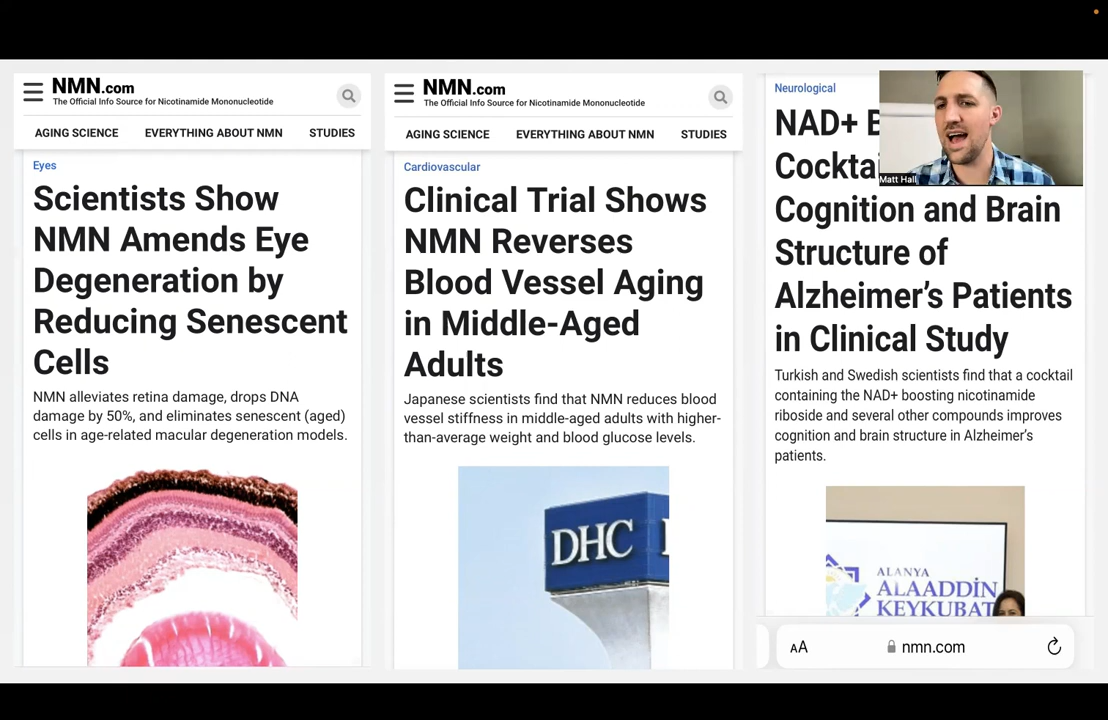 NMN.com
The Official Info Source for Nicotinamide Mononucleotide
AGING SCIENCE EVERYTHING ABOUT NMN STUDIES
Eyes
Scientists Show
NMN Amends Eye
Degeneration by
Reducing Senescent
Cells
NMN alleviates retina damage, drops DNA
damage by 50%, and eliminates senescent (aged)
cells in age-related macular degeneration models.
NMN.com
The Official Info Source for Nicotinamide Mononucleotide
AGING SCIENCE EVERYTHING ABOUT NMN STUDIES
Cardiovascular
Clinical Trial Shows
NMN Reverses
Blood Vessel Aging
in Middle-Aged
Adults
Japanese scientists find that NMN reduces blood
vessel stiffness in middle-aged adults with higher-
than-average weight and blood glucose levels.
DHC
Neurological
NAD+
Cognition and Brain
Structure of
Alzheimer’s Patients
in Clinical Study
Turkish and Swedish scientists find that a cocktail
containing the NAD+ boosting nicotinamide
riboside and several other compounds improves
cognition and brain structure in Alzheimer’s
patients.
ALANYA
ALAADDİN
KEYKUBAT
AA nmn.com
Matt Hall